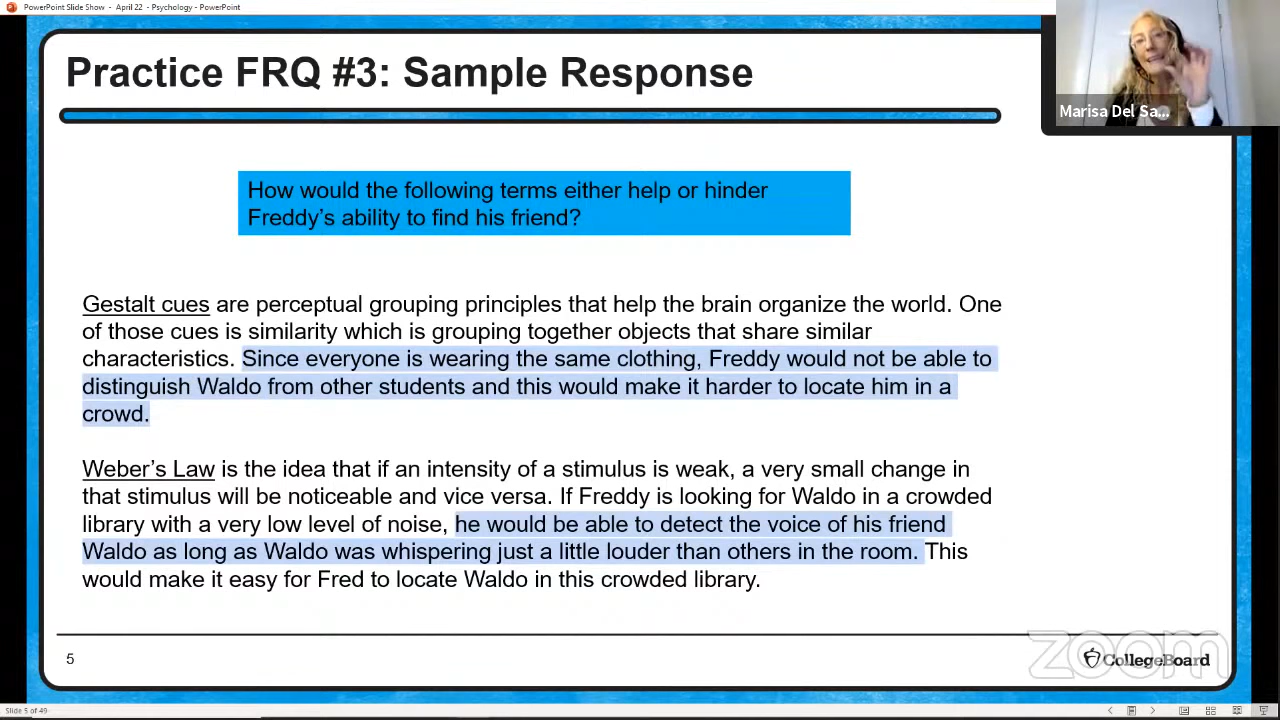 PowerPoint Slide Show - April 22 - Psychology - PowerPoint
Practice FRQ #3: Sample Response
Marisa Del Sa...
How would the following terms either help or hinder
Freddy's ability to find his friend?
Gestalt cues are perceptual grouping principles that help the brain organize the world. One
of those cues is similarity which is grouping together objects that share similar
characteristics. Since everyone is wearing the same clothing, Freddy would not be able to
distinguish Waldo from other students and this would make it harder to locate him in a
crowd.
Weber's Law is the idea that if an intensity of a stimulus is weak, a very small change in
that stimulus will be noticeable and vice versa. If Freddy is looking for Waldo in a crowded
library with a very low level of noise, he would be able to detect the voice of his friend
Waldo as long as Waldo was whispering just a little louder than others in the room. This
would make it easy for Fred to locate Waldo in this crowded library.
5
zoom
CollegeBoard
Slide 5 of 49